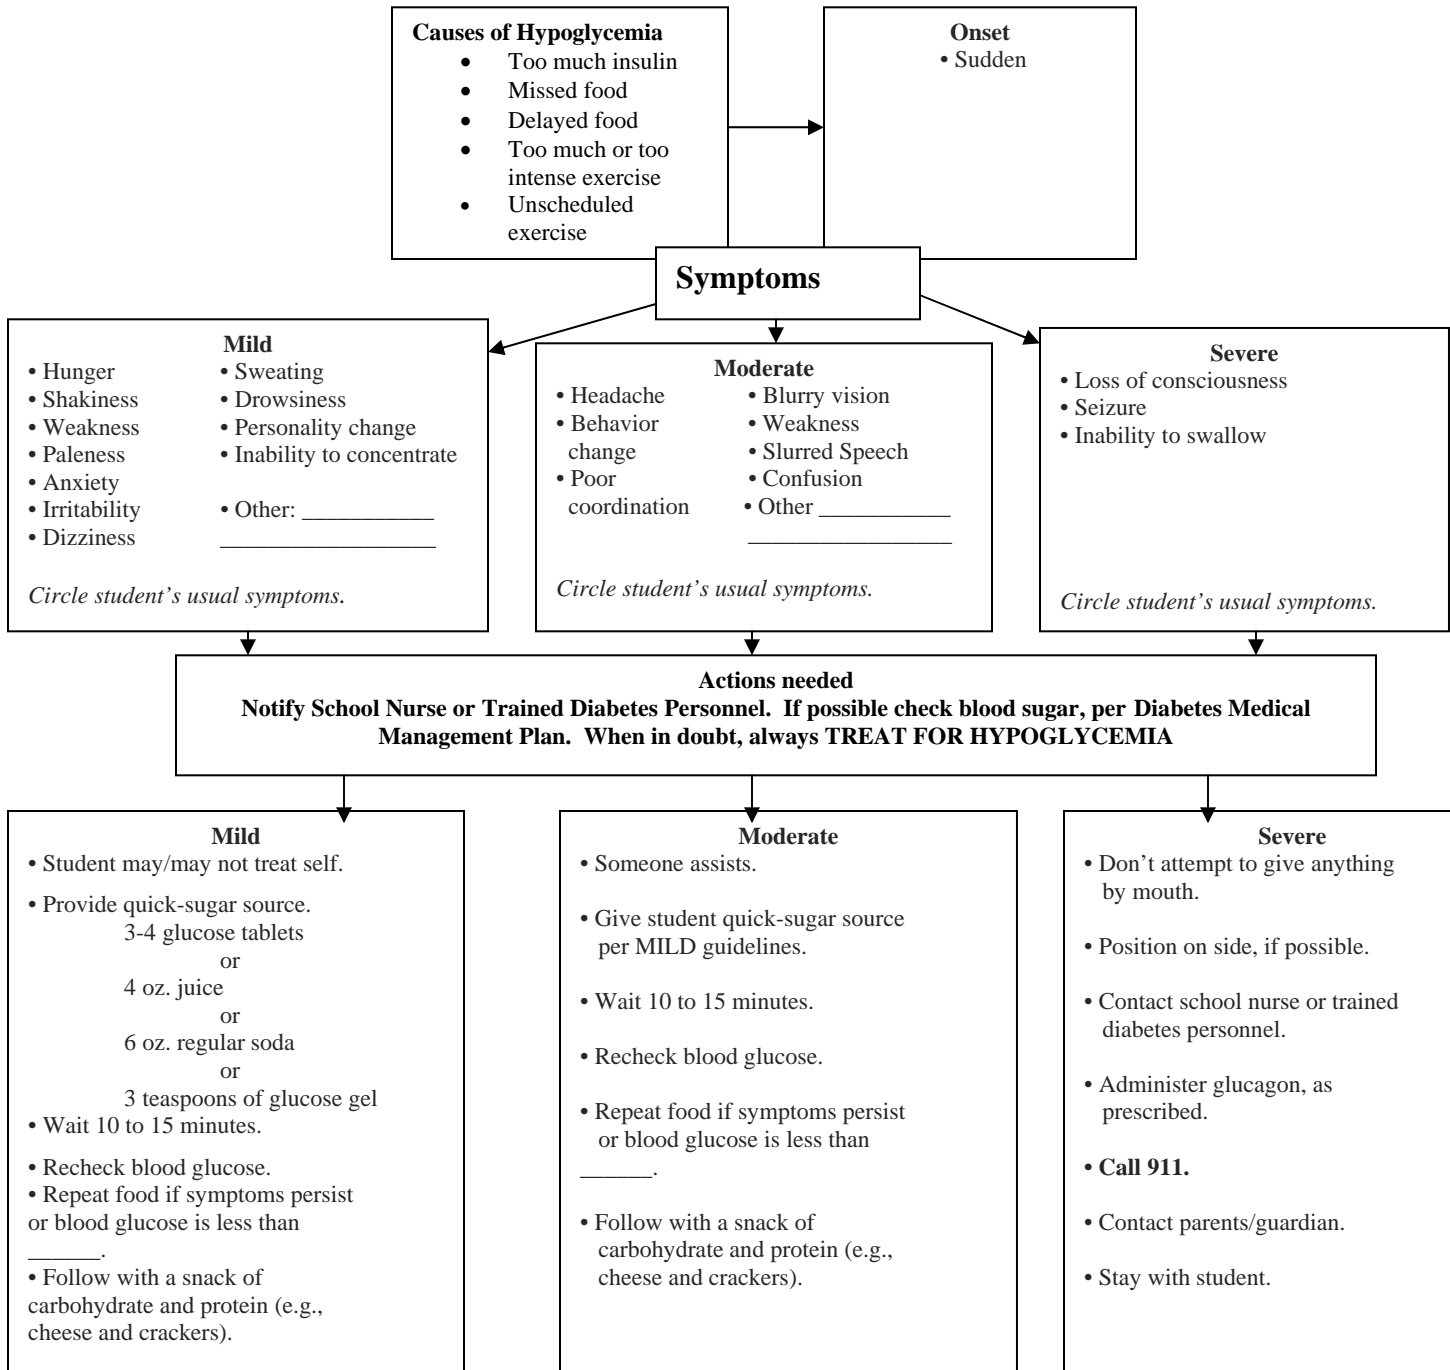 Causes of Hypoglycemia
• Too much insulin
• Missed food
• Delayed food
• Too much or too
intense exercise
• Unscheduled
exercise
Onset
• Sudden
Symptoms
Mild
• Hunger
• Shakiness
• Weakness
• Paleness
• Anxiety
• Irritability
• Dizziness
• Sweating
• Drowsiness
• Personality change
• Inability to concentrate
• Other: ___________
__________________
Circle student’s usual symptoms.
Moderate
• Headache
• Behavior
change
• Poor
coordination
• Blurry vision
• Weakness
• Slurred Speech
• Confusion
• Other ___________
_________________
Circle student’s usual symptoms.
Severe
• Loss of consciousness
• Seizure
• Inability to swallow
Circle student’s usual symptoms.
Actions needed
Notify School Nurse or Trained Diabetes Personnel. If possible check blood sugar, per Diabetes Medical
Management Plan. When in doubt, always TREAT FOR HYPOGLYCEMIA
Mild
• Student may/may not treat self.
• Provide quick-sugar source.
3-4 glucose tablets
or
4 oz. juice
or
6 oz. regular soda
or
3 teaspoons of glucose gel
• Wait 10 to 15 minutes.
• Recheck blood glucose.
• Repeat food if symptoms persist
or blood glucose is less than
______.
• Follow with a snack of
carbohydrate and protein (e.g.,
cheese and crackers).
Moderate
• Someone assists.
• Give student quick-sugar source
per MILD guidelines.
• Wait 10 to 15 minutes.
• Recheck blood glucose.
• Repeat food if symptoms persist
or blood glucose is less than
______.
• Follow with a snack of
carbohydrate and protein (e.g.,
cheese and crackers).
Severe
• Don’t attempt to give anything
by mouth.
• Position on side, if possible.
• Contact school nurse or trained
diabetes personnel.
• Administer glucagon, as
prescribed.
• Call 911.
• Contact parents/guardian.
• Stay with student.